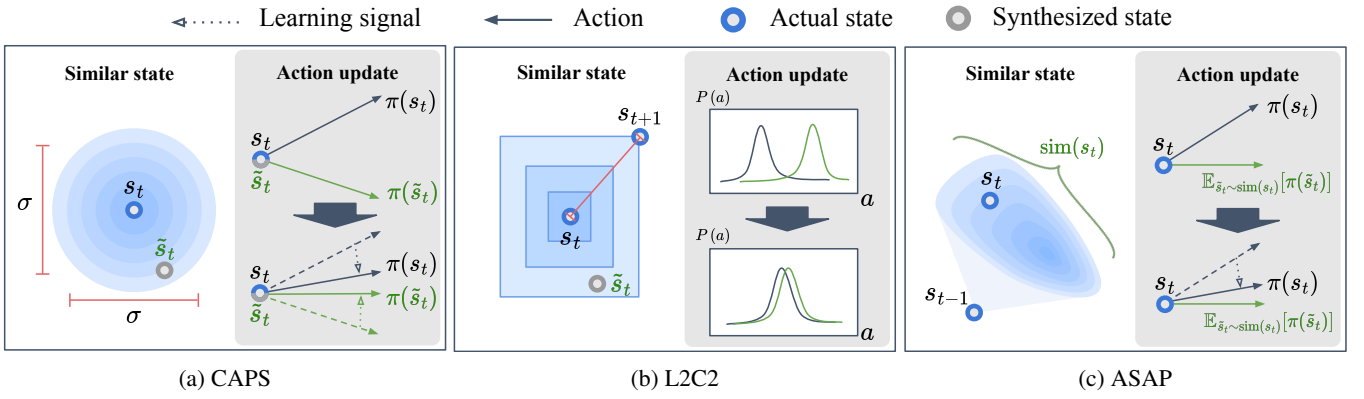 Learning signal Action Actual state Synthesized state
Similar state
Action update
σ
s_t
s̃_t
σ
π(s_t)
s_t
s̃_t
π(s̃_t)
π(s_t)
s_t
π(s̃_t)
s̃_t
(a) CAPS
Similar state
Action update
s_{t+1}
s_t
s̃_t
P(a)
a
P(a)
a
(b) L2C2
Similar state
Action update
sim(s_t)
s_t
s_{t-1}
π(s_t)
s_t
𝔼_{s̃_t∼sim(s_t)}[π(s̃_t)]
s_t
π(s_t)
𝔼_{s̃_t∼sim(s_t)}[π(s̃_t)]
(c) ASAP